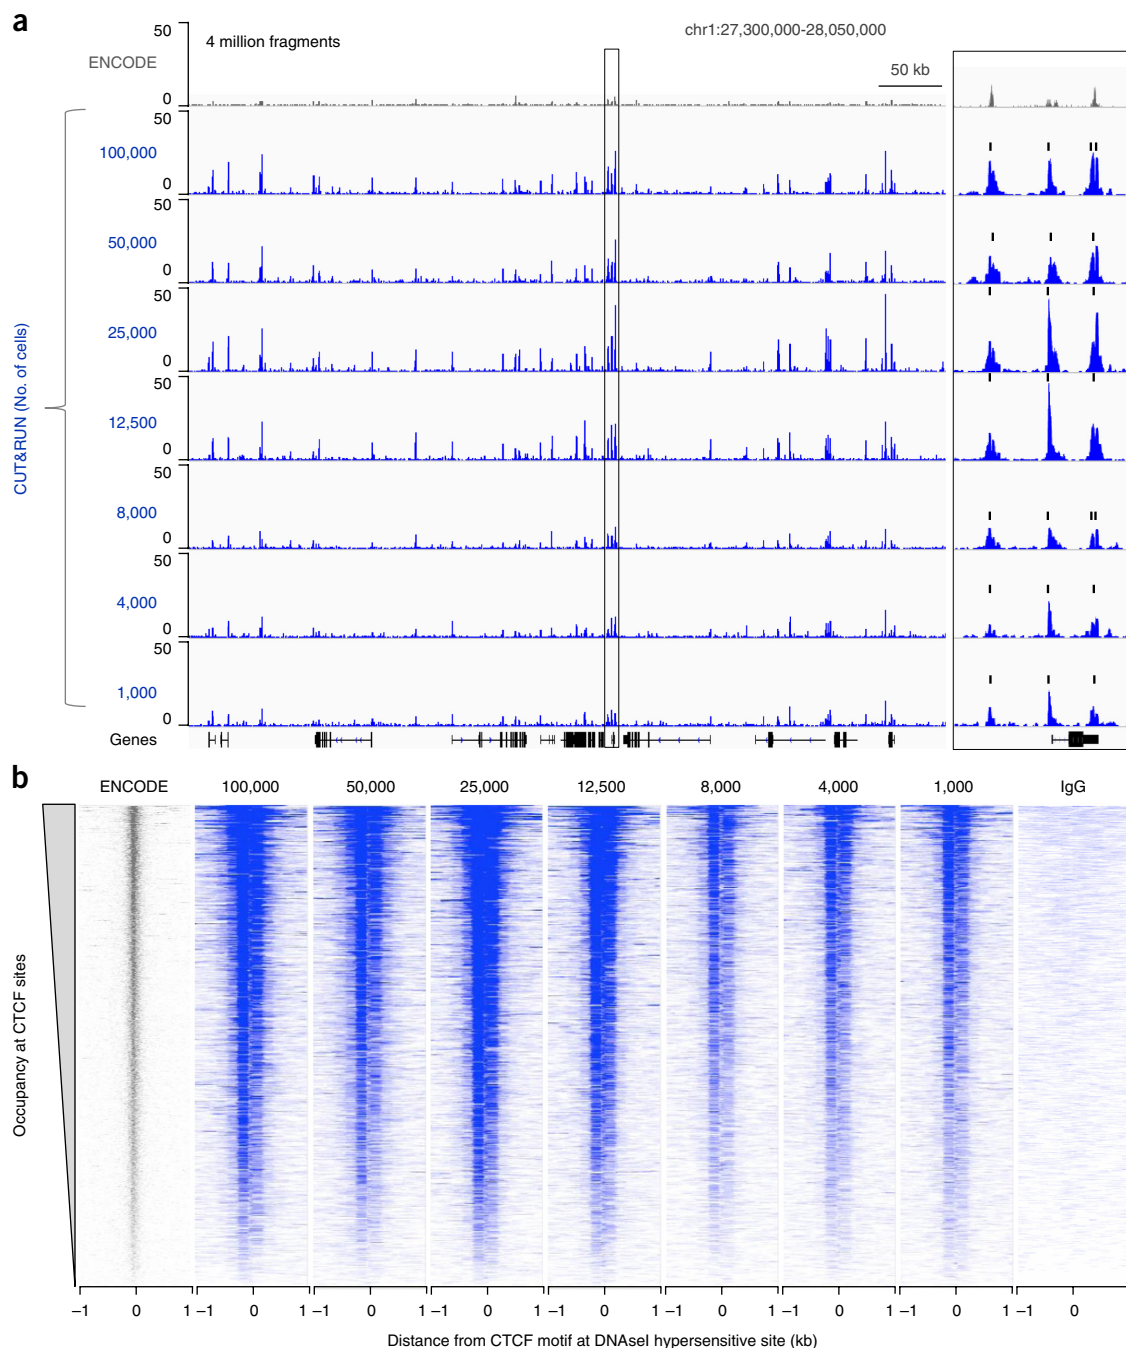 a
50
4 million fragments
chr1:27,300,000-28,050,000
ENCODE
50 kb
0
50
100,000
0
50
50,000
0
50
25,000
0
50
12,500
0
50
8,000
0
50
4,000
0
50
1,000
0
CUT&RUN (No. of cells)
Genes
b
ENCODE 100,000 50,000 25,000 12,500 8,000 4,000 1,000 IgG
Occupancy at CTCF sites
−1 0 1 −1 0 1 −1 0 1 −1 0 1 −1 0 1 −1 0 1 −1 0 1 −1 0 1 −1 0
Distance from CTCF motif at DNAseI hypersensitive site (kb)